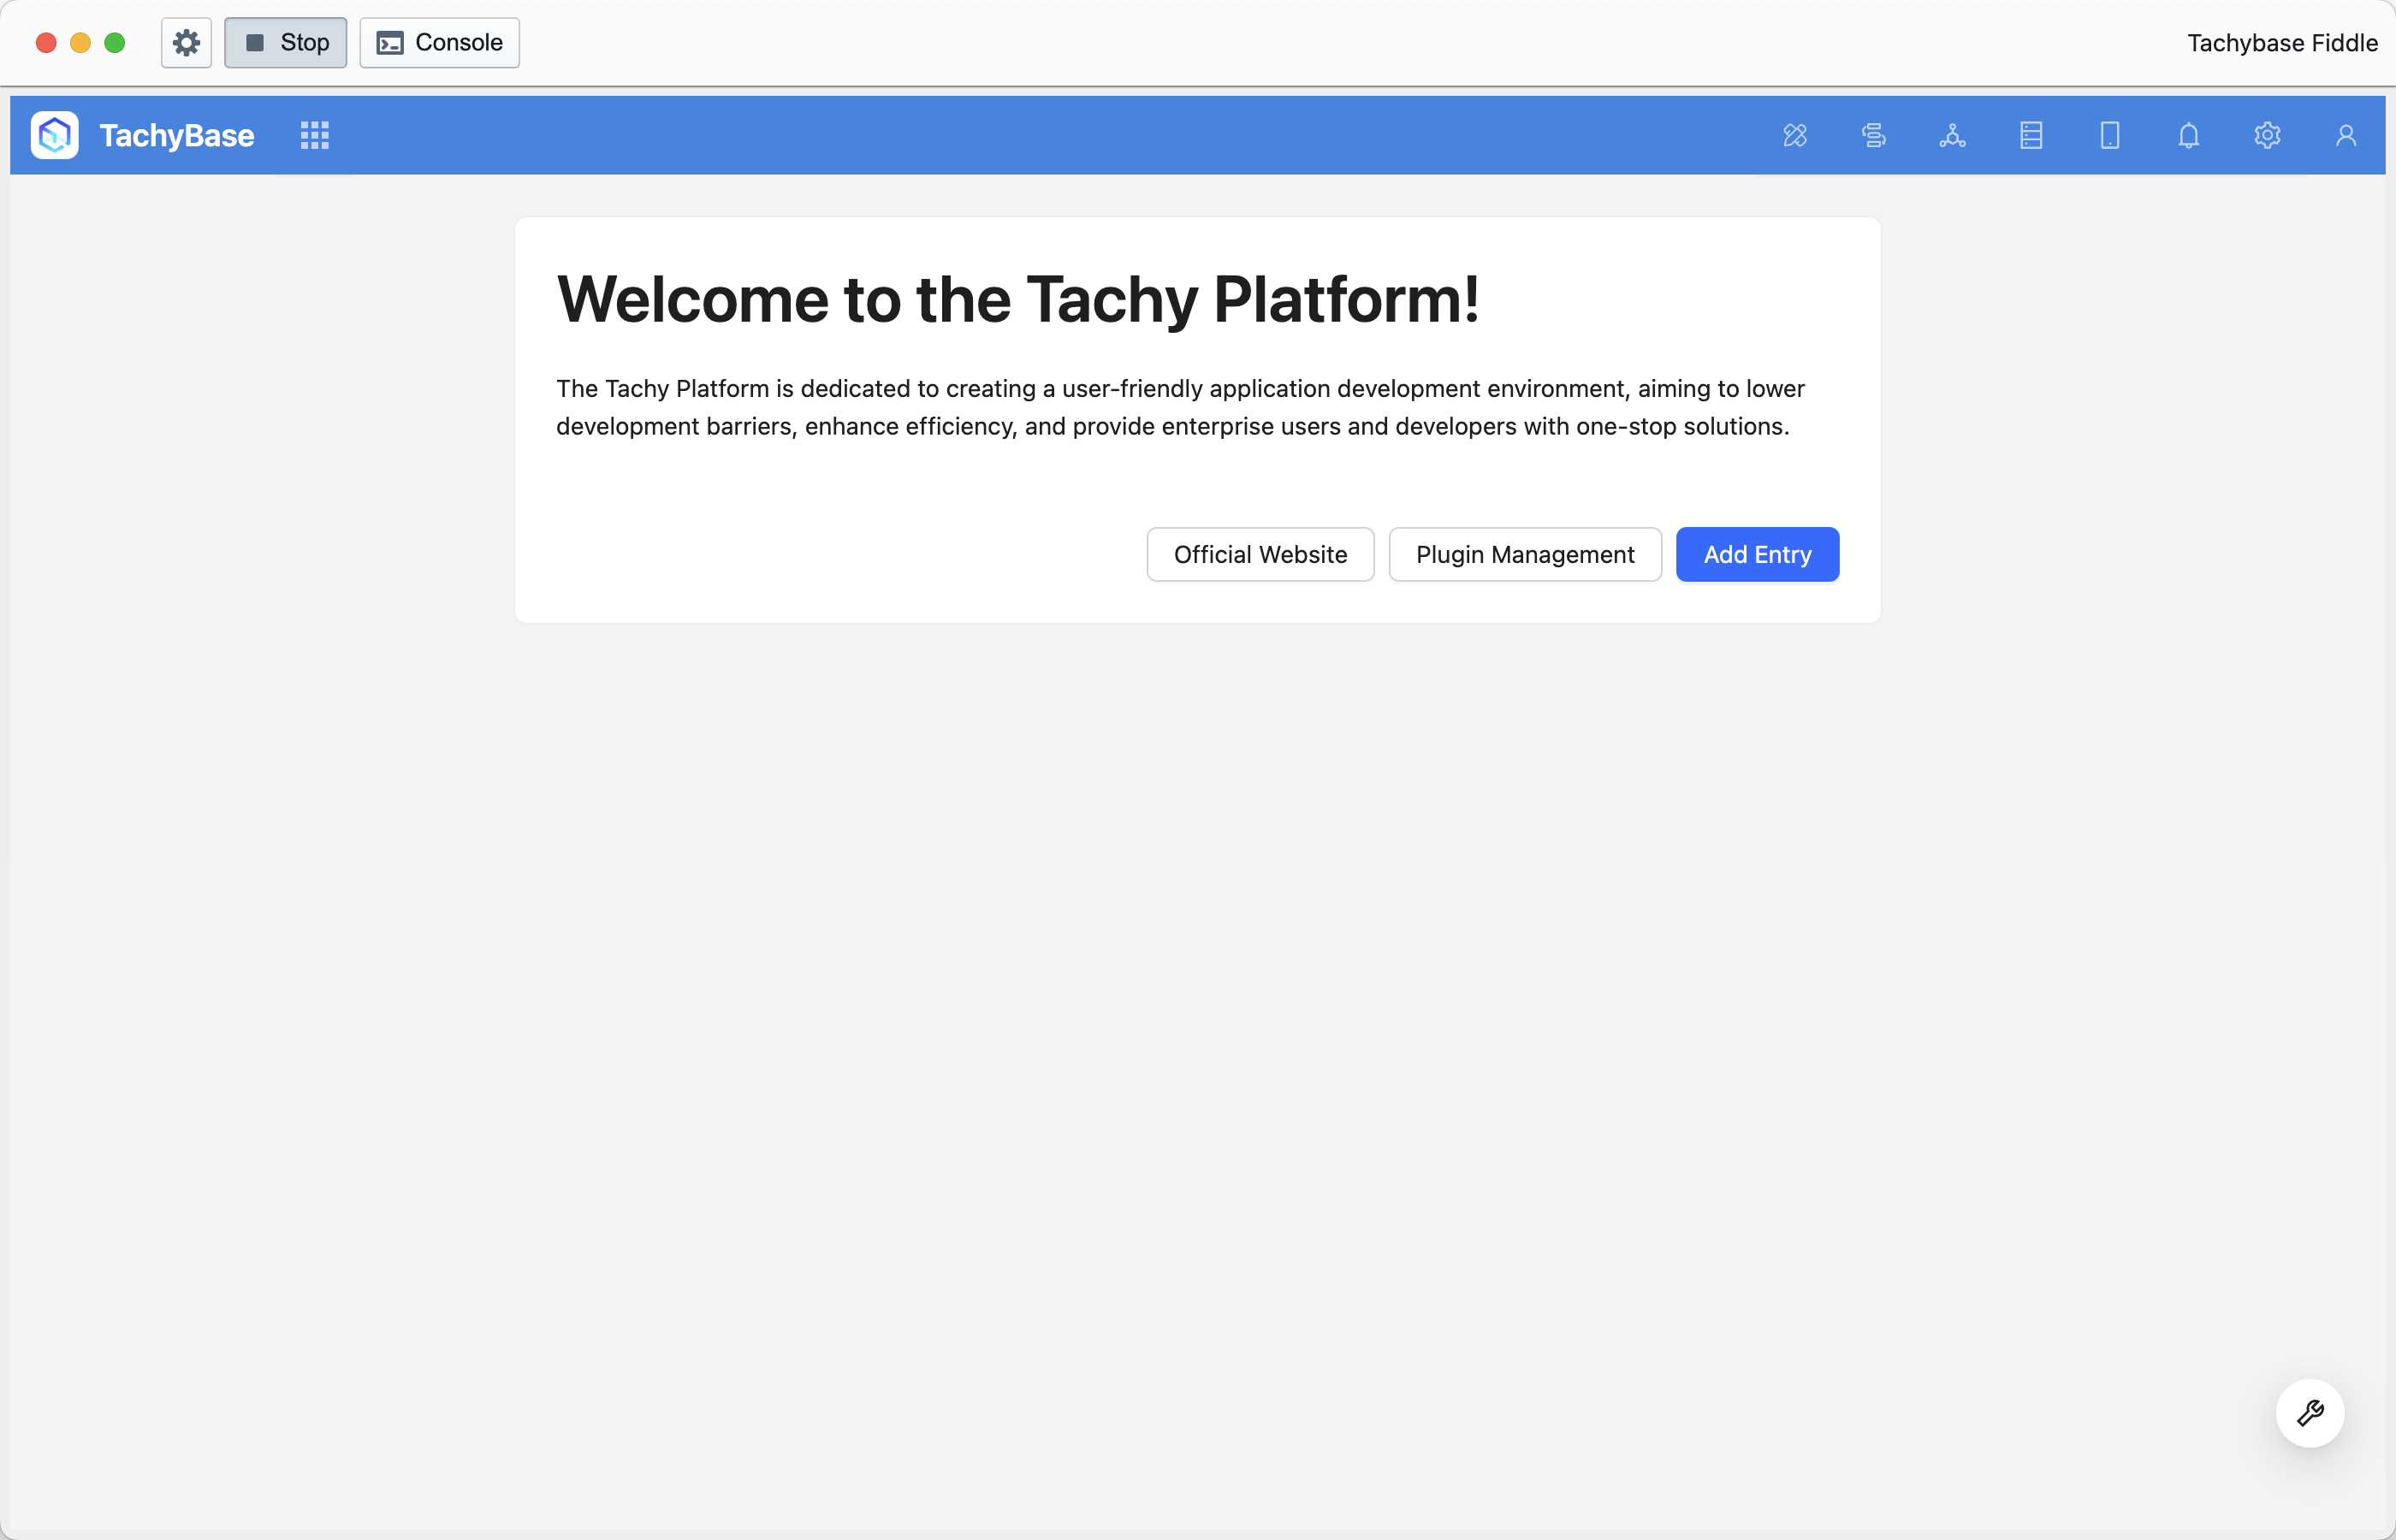 Stop
Console
Tachybase Fiddle
TachyBase
Welcome to the Tachy Platform!
The Tachy Platform is dedicated to creating a user-friendly application development environment, aiming to lower
development barriers, enhance efficiency, and provide enterprise users and developers with one-stop solutions.
Official Website
Plugin Management
Add Entry